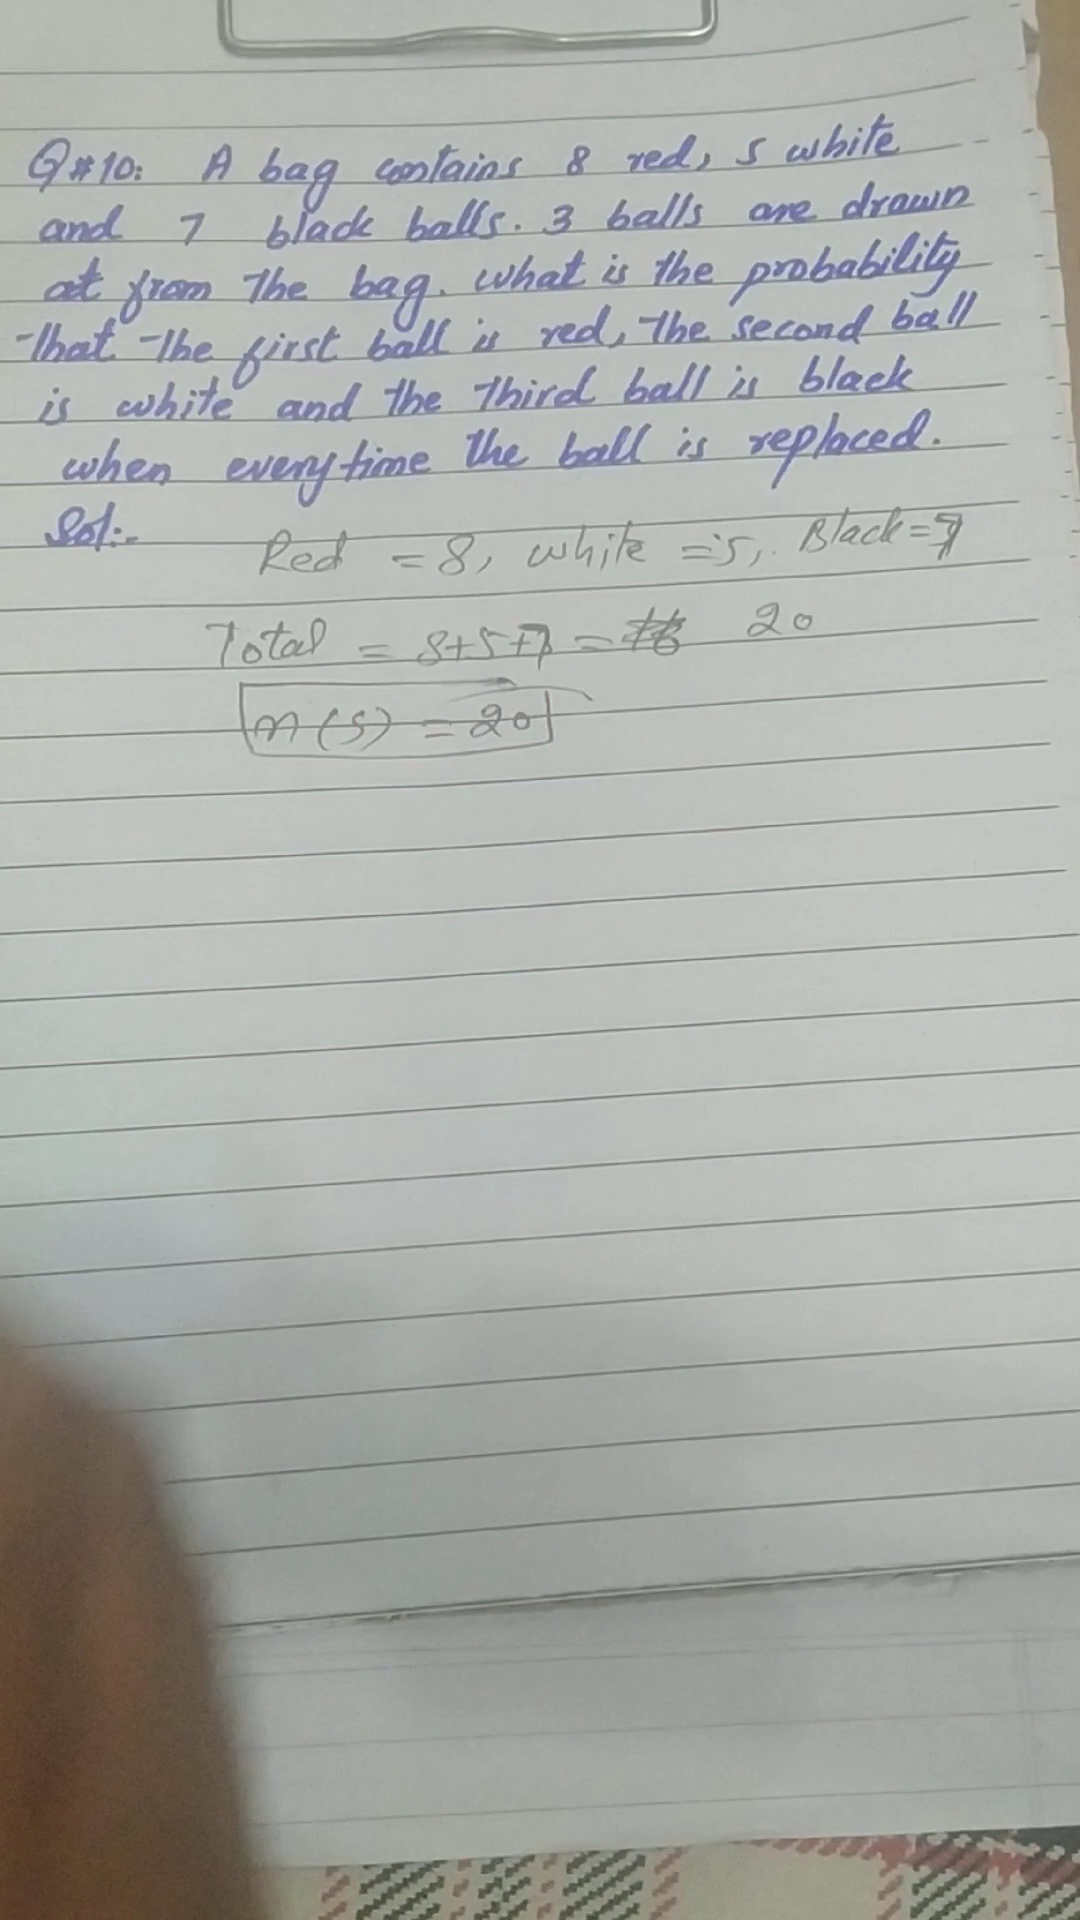 Q#10: A bag contains 8 red, 5 white
and 7 black balls. 3 balls are drawn
at from the bag. what is the probability
that the first ball is red, the second ball
is white and the third ball is black
when everytime the ball is replaced.
Sol:-
Red = 8, white = 5, Black = 7
Total = 8+5+7 = 20
n(s) = 20